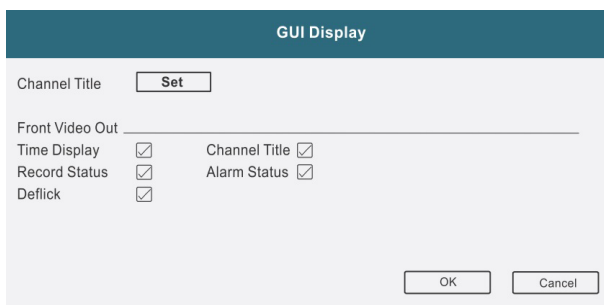 GUI Display
Channel Title Set
Front Video Out
Time Display Channel Title
Record Status Alarm Status
Deflick
OK Cancel